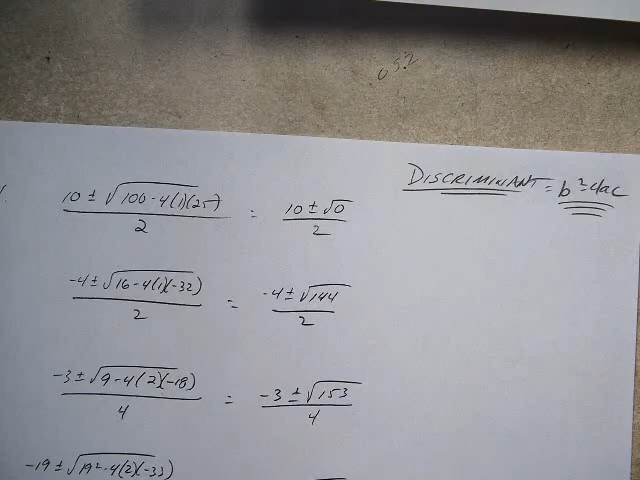 052
DISCRIMINANT = b²-4ac
10 ± √100-4(1)(25) / 2 = 10 ± √0 / 2
-4 ± √16-4(1)(-32) / 2 = -4 ± √144 / 2
-3 ± √9-4(2)(-18) / 4 = -3 ± √153 / 4
-19 ± √19²-4(2)(-33)